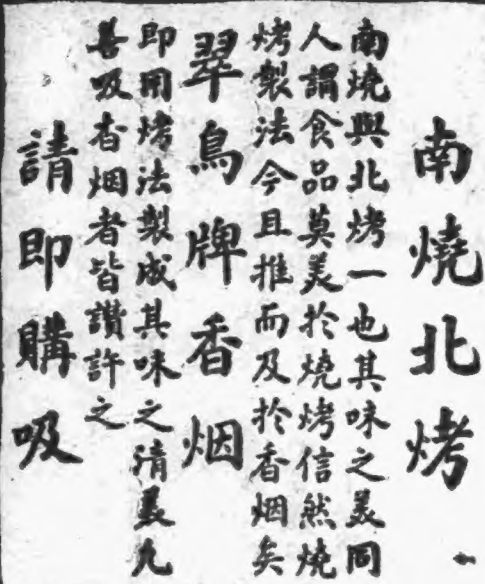 南燒北烤
南燒與北烤一也其味之美同
人謂食品莫美於燒烤信然燒
烤製法今且推而及於香烟矣
翠鳥牌香烟
即用烤法製成其味之清美凡
善吸香烟者皆讚許之
請即購吸